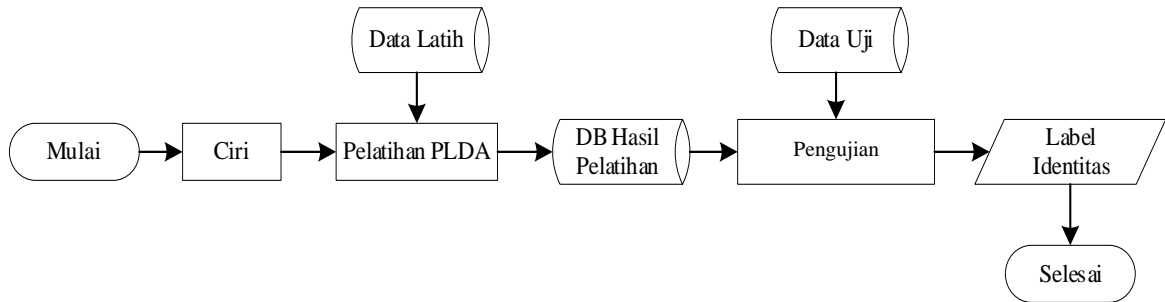 Data Latih
Data Uji
Mulai
Ciri
Pelatihan PLDA
DB Hasil
Pelatihan
Pengujian
Label
Identitas
Selesai